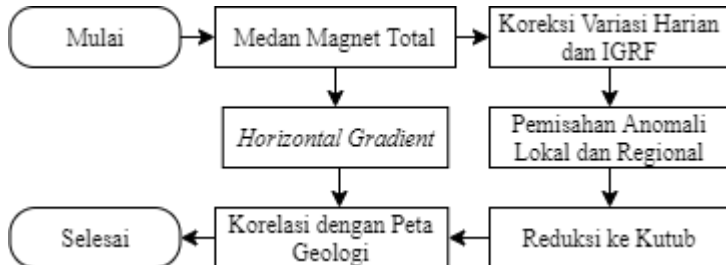 Mulai
Medan Magnet Total
Koreksi Variasi Harian
dan IGRF
Horizontal Gradient
Pemisahan Anomali
Lokal dan Regional
Selesai
Korelasi dengan Peta
Geologi
Reduksi ke Kutub